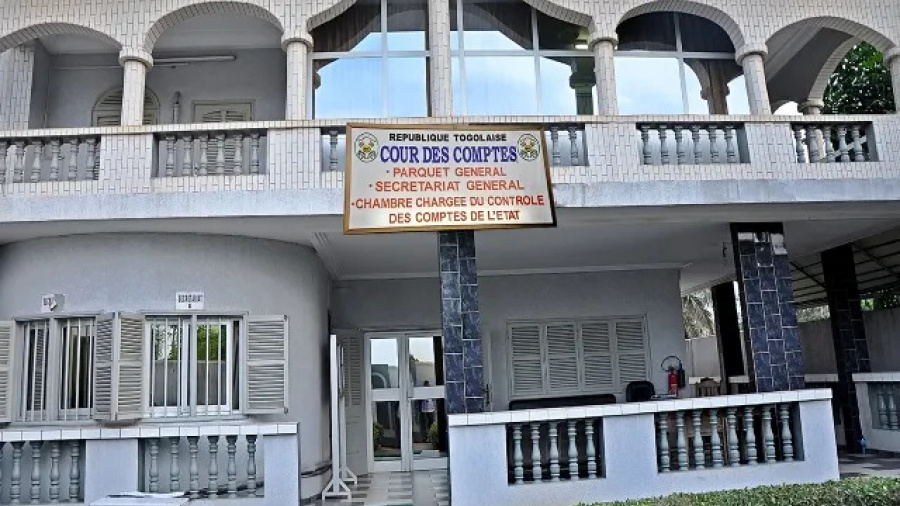 REPUBLIQUE TOGOLAISE
COUR DES COMPTES
• PARQUET GENERAL
• SECRETARIAT GENERAL
• CHAMBRE CHARGEE DU CONTROLE
DES COMPTES DE L'ETAT